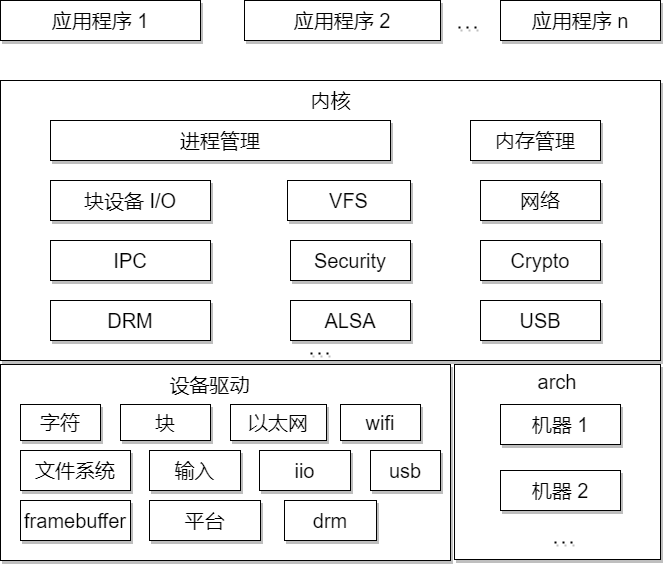 应用程序 1
应用程序 2
...
应用程序 n
内核
进程管理
内存管理
块设备 I/O
VFS
网络
IPC
Security
Crypto
DRM
ALSA
USB
...
设备驱动
字符
块
以太网
wifi
文件系统
输入
iio
usb
framebuffer
平台
drm
arch
机器 1
机器 2
...